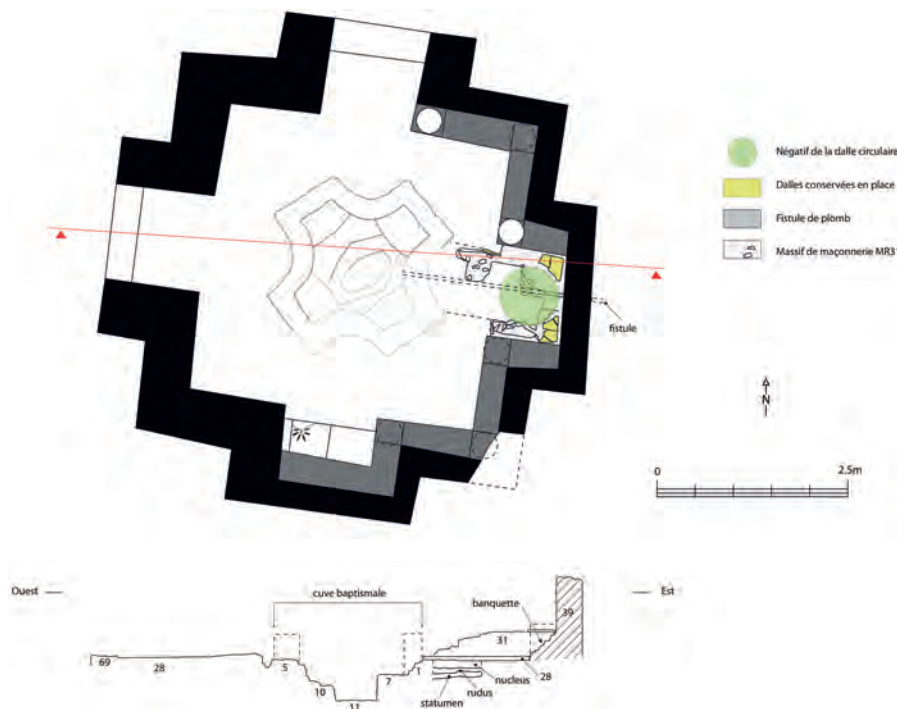 Négatif de la dalle circulaire
Dalles conservées en place
Fistule de plomb
Massif de maçonnerie MR31
fistule
N
0 2.5m
Ouest
Est
cuve baptismale
banquette
39
31
69
28
5
10
11
7
1
nucleus
28
rudus
statumen